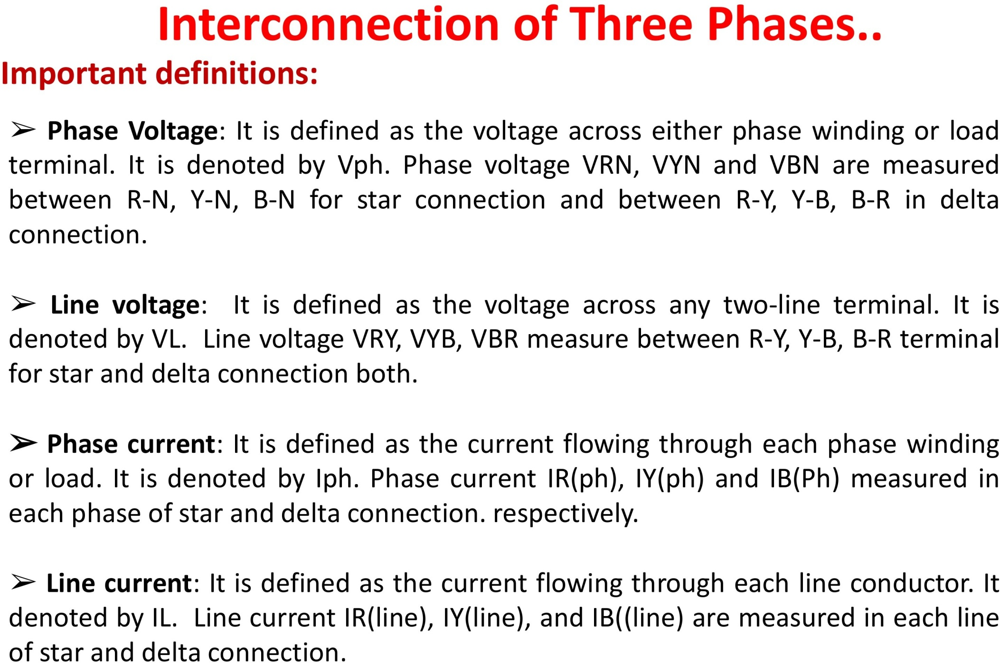 Interconnection of Three Phases..
Important definitions:
➢ Phase Voltage: It is defined as the voltage across either phase winding or load
terminal. It is denoted by Vph. Phase voltage VRN, VYN and VBN are measured
between R-N, Y-N, B-N for star connection and between R-Y, Y-B, B-R in delta
connection.
➢ Line voltage: It is defined as the voltage across any two-line terminal. It is
denoted by VL. Line voltage VRY, VYB, VBR measure between R-Y, Y-B, B-R terminal
for star and delta connection both.
➢ Phase current: It is defined as the current flowing through each phase winding
or load. It is denoted by Iph. Phase current IR(ph), IY(ph) and IB(Ph) measured in
each phase of star and delta connection. respectively.
➢ Line current: It is defined as the current flowing through each line conductor. It
denoted by IL. Line current IR(line), IY(line), and IB((line) are measured in each line
of star and delta connection.